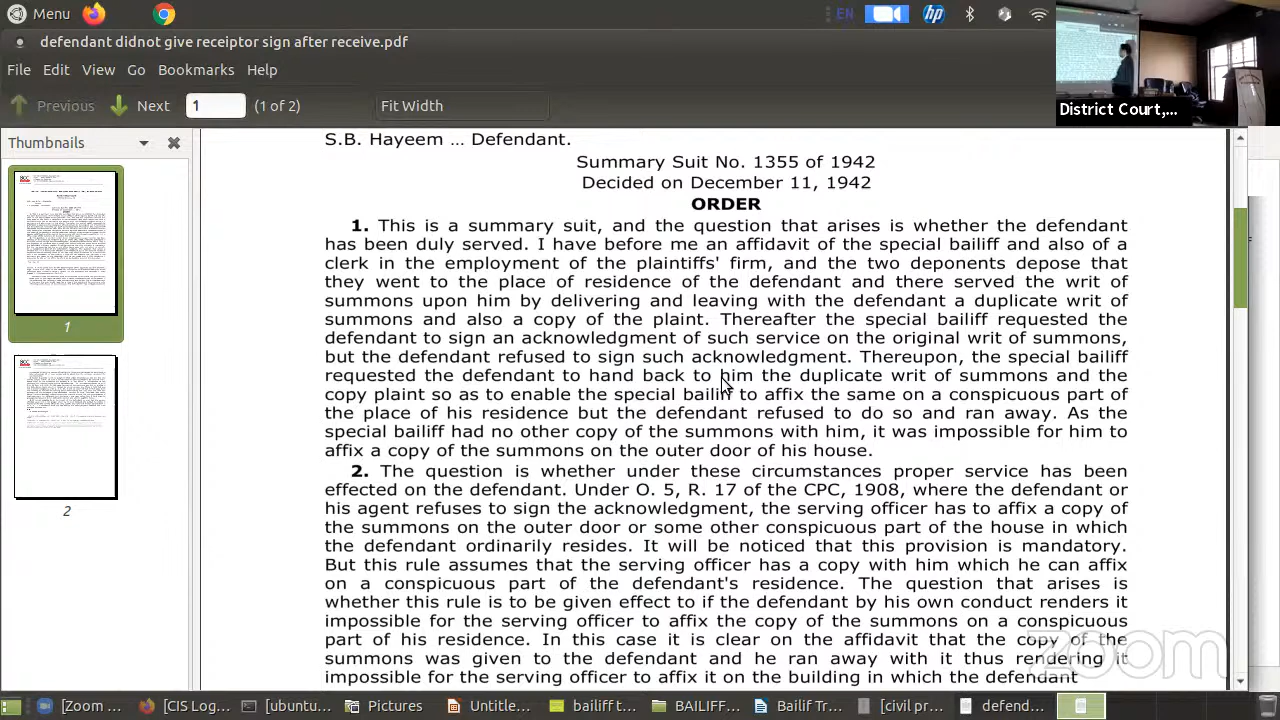 Menu
EN
hp
defendant didnot give receiptor sign after receive.pdf
File Edit View Go Bookmarks Help
Previous Next 1 (1 of 2) Fit Width
District Court,...
Thumbnails
1
2
S.B. Hayeem ... Defendant.
Summary Suit No. 1355 of 1942
Decided on December 11, 1942
ORDER
1. This is a summary suit, and the question that arises is whether the defendant
has been duly served. I have before me an affidavit of the special bailiff and also of a
clerk in the employment of the plaintiffs' firm, and the two deponents depose that
they went to the place of residence of the defendant and there served the writ of
summons upon him by delivering and leaving with the defendant a duplicate writ of
summons and also a copy of the plaint. Thereafter the special bailiff requested the
defendant to sign an acknowledgment of such service on the original writ of summons,
but the defendant refused to sign such acknowledgment. Thereupon, the special bailiff
requested the defendant to hand back to him the duplicate writ of summons and the
copy plaint so as to enable the special bailiff to affix the same on a conspicuous part of
the place of his residence but the defendant refused to do so and ran away. As the
special bailiff had no other copy of the summons with him, it was impossible for him to
affix a copy of the summons on the outer door of his house.
2. The question is whether under these circumstances proper service has been
effected on the defendant. Under O. 5, R. 17 of the CPC, 1908, where the defendant or
his agent refuses to sign the acknowledgment, the serving officer has to affix a copy of
the summons on the outer door or some other conspicuous part of the house in which
the defendant ordinarily resides. It will be noticed that this provision is mandatory.
But this rule assumes that the serving officer has a copy with him which he can affix
on a conspicuous part of the defendant's residence. The question that arises is
whether this rule is to be given effect to if the defendant by his own conduct renders it
impossible for the serving officer to affix the copy of the summons on a conspicuous
part of his residence. In this case it is clear on the affidavit that the copy of the
summons was given to the defendant and he ran away with it thus rendering it
impossible for the serving officer to affix it on the building in which the defendant
zoom
[Zoom ... [CIS Log... [ubuntu... Pictures Untitle... bailiff t... BAILIFF... Bailif Tr... [civil pr... defend...